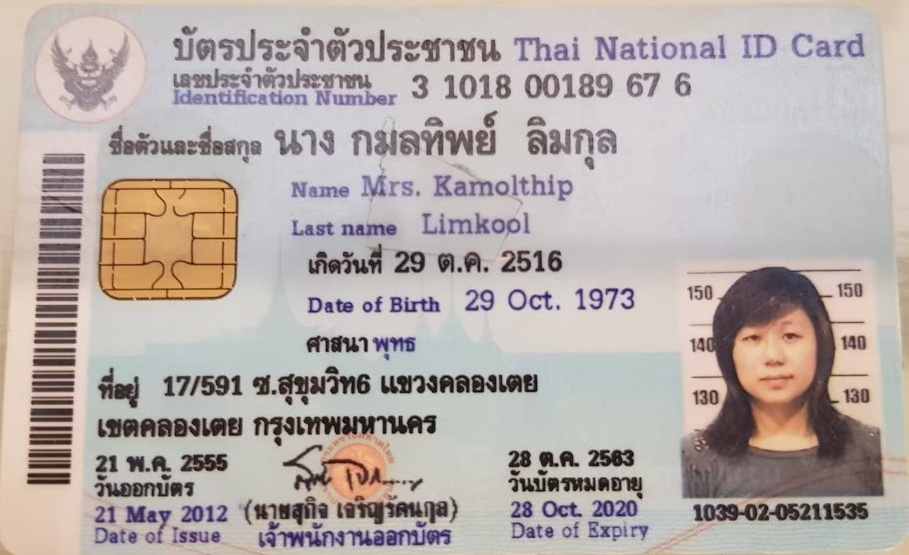 บัตรประจำตัวประชาชน Thai National ID Card
เลขประจำตัวประชาชน
Identification Number 3 1018 00189 67 6
ชื่อตัวและชื่อสกุล นาง กมลทิพย์ ลิมกุล
Name Mrs. Kamolthip
Last name Limkool
เกิดวันที่ 29 ต.ค. 2516
Date of Birth 29 Oct. 1973
ศาสนา พุทธ
ที่อยู่ 17/591 ซ.สุขุมวิท6 แขวงคลองเตย
เขตคลองเตย กรุงเทพมหานคร
21 พ.ค. 2555
วันออกบัตร
21 May 2012
Date of Issue
(นายสุกิจ เจริญรัตนกุล)
เจ้าพนักงานออกบัตร
28 ต.ค. 2563
วันบัตรหมดอายุ
28 Oct. 2020
Date of Expiry
150 150
140 140
130 130
1039-02-05211535